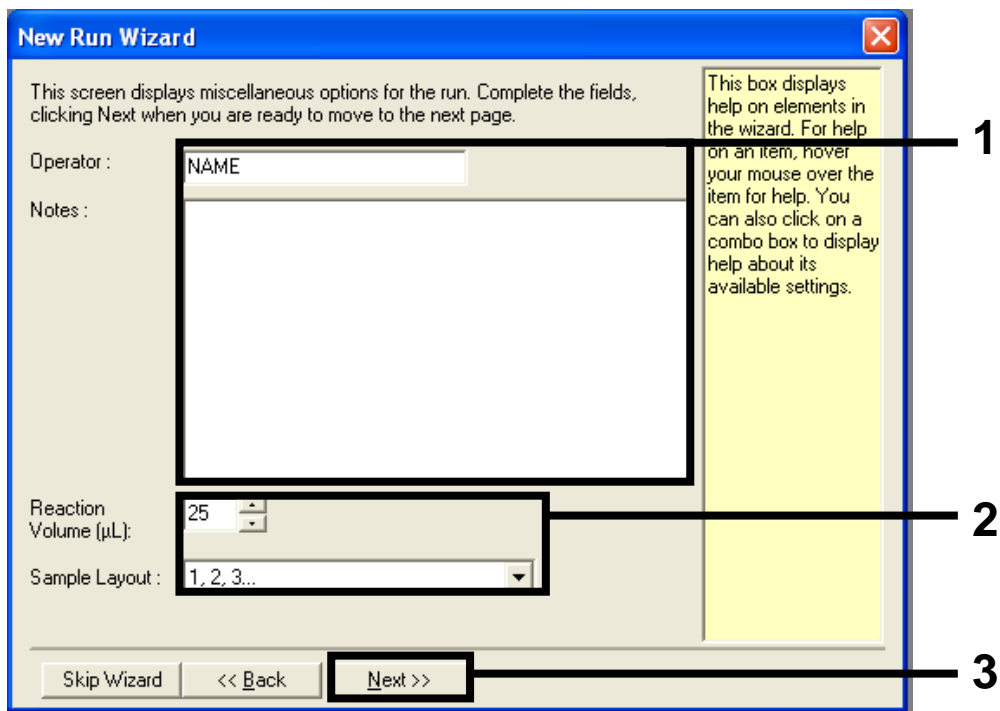 New Run Wizard
This screen displays miscellaneous options for the run. Complete the fields,
clicking Next when you are ready to move to the next page.
Operator :
NAME
Notes :
Reaction
Volume (µL):
25
Sample Layout :
1, 2, 3...
Skip Wizard
<< Back
Next >>
This box displays
help on elements in
the wizard. For help
on an item, hover
your mouse over the
item for help. You
can also click on a
combo box to display
help about its
available settings.
1
2
3